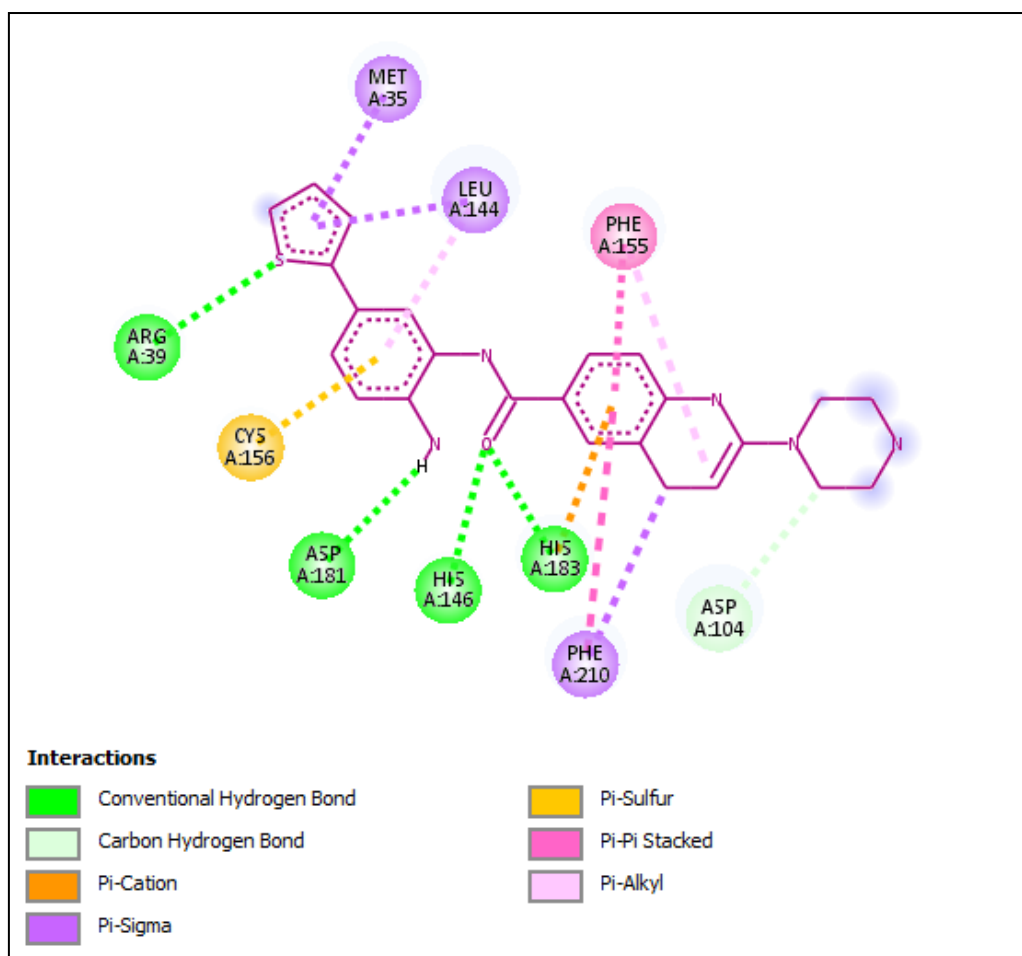 MET
A:35
LEU
A:144
PHE
A:155
S
ARG
A:39
N
N
CYS
A:156
N
O
N
N
H
ASP
A:181
HIS
A:146
HIS
A:183
ASP
A:104
PHE
A:210
Interactions
Conventional Hydrogen Bond
Carbon Hydrogen Bond
Pi-Cation
Pi-Sigma
Pi-Sulfur
Pi-Pi Stacked
Pi-Alkyl